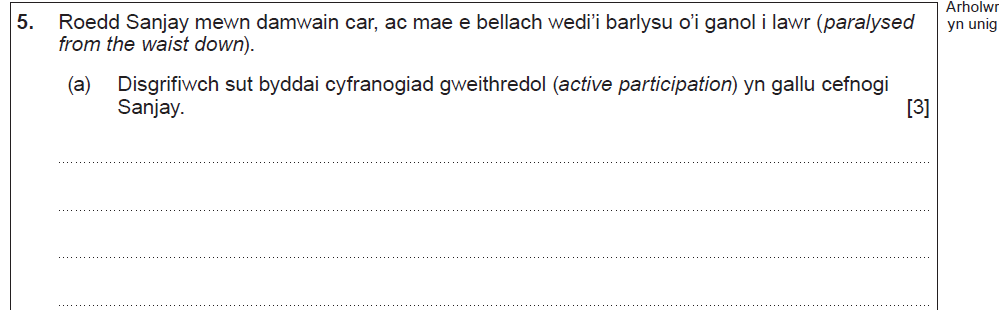 5. Roedd Sanjay mewn damwain car, ac mae e bellach wedi'i barlysu o'i ganol i lawr (paralysed
from the waist down).
Arholwr
yn unig
(a) Disgrifiwch sut byddai cyfranogiad gweithredol (active participation) yn gallu cefnogi
Sanjay. [3]